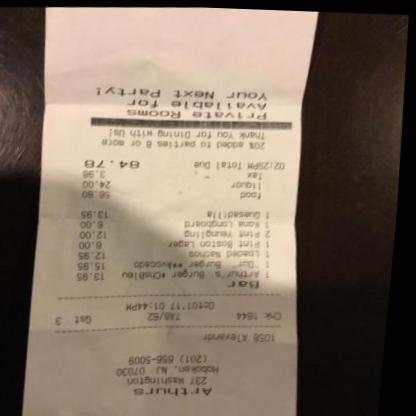 Arthurs
237 Washington
Hoboken, NJ. 07030
(201) 656-5009
1058 Alexandr
Chk 1844 TAB/62 Gst 3
Oct01'17 01:44PM
Bar
1 Arthur's Burger *ChsBleu 13.95
1 "Our" Burger *Avocado 15.95
1 Loaded Nachos 12.95
1 Pint Boston Lager 6.00
2 Pint Yeungling 12.00
1 Kona Longboard 6.00
1 Quesadilla 13.95
food 56.80
liquor 24.00
Tax 3.98
02:29PM Total Due 84.78
20% added to parties 8 or more
Thank You for Dining With Us!
Private Rooms
Available for
Your Next Party!